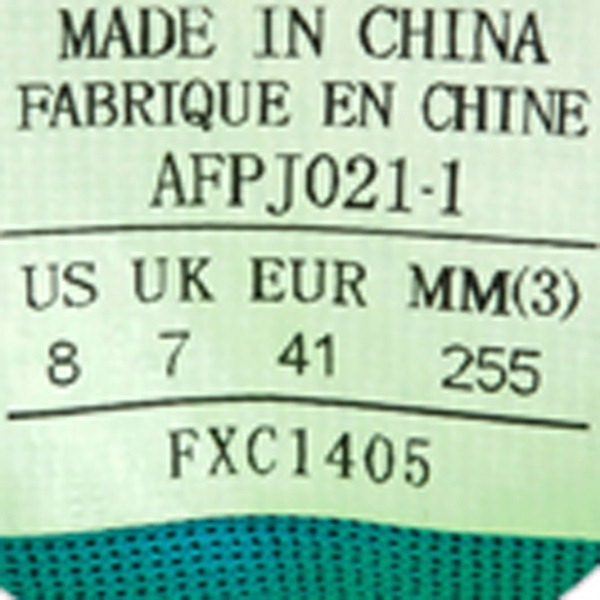 MADE IN CHINA
FABRIQUE EN CHINE
AFPJ021-1
US UK EUR MM(3)
8 7 41 255
FXC1405